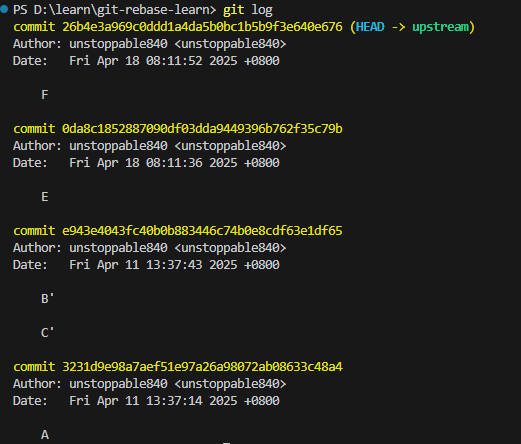 PS D:\learn\git-rebase-learn> git log
commit 26b4e3a969c0ddd1a4da5b0bc1b5b9f3e640e676 (HEAD -> upstream)
Author: unstoppable840 <unstoppable840>
Date:   Fri Apr 18 08:11:52 2025 +0800
F
commit 0da8c1852887090df03dda9449396b762f35c79b
Author: unstoppable840 <unstoppable840>
Date:   Fri Apr 18 08:11:36 2025 +0800
E
commit e943e4043fc40b0b883446c74b0e8cdf63e1df65
Author: unstoppable840 <unstoppable840>
Date:   Fri Apr 11 13:37:43 2025 +0800
B'
C'
commit 3231d9e98a7aef51e97a26a98072ab08633c48a4
Author: unstoppable840 <unstoppable840>
Date:   Fri Apr 11 13:37:14 2025 +0800
A